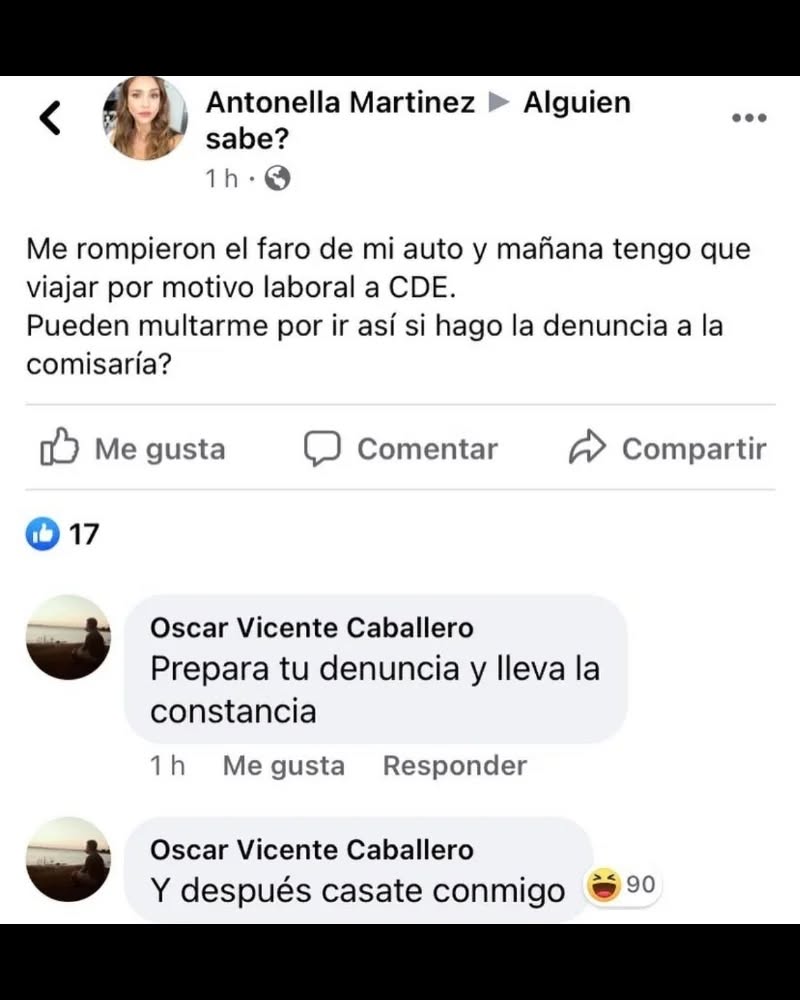 Antonella Martinez ▶ Alguien
sabe?
1 h ·
Me rompieron el faro de mi auto y mañana tengo que
viajar por motivo laboral a CDE.
Pueden multarme por ir así si hago la denuncia a la
comisaría?
Me gusta Comentar Compartir
17
Oscar Vicente Caballero
Prepara tu denuncia y lleva la
constancia
1 h Me gusta Responder
Oscar Vicente Caballero
Y después casate conmigo 90